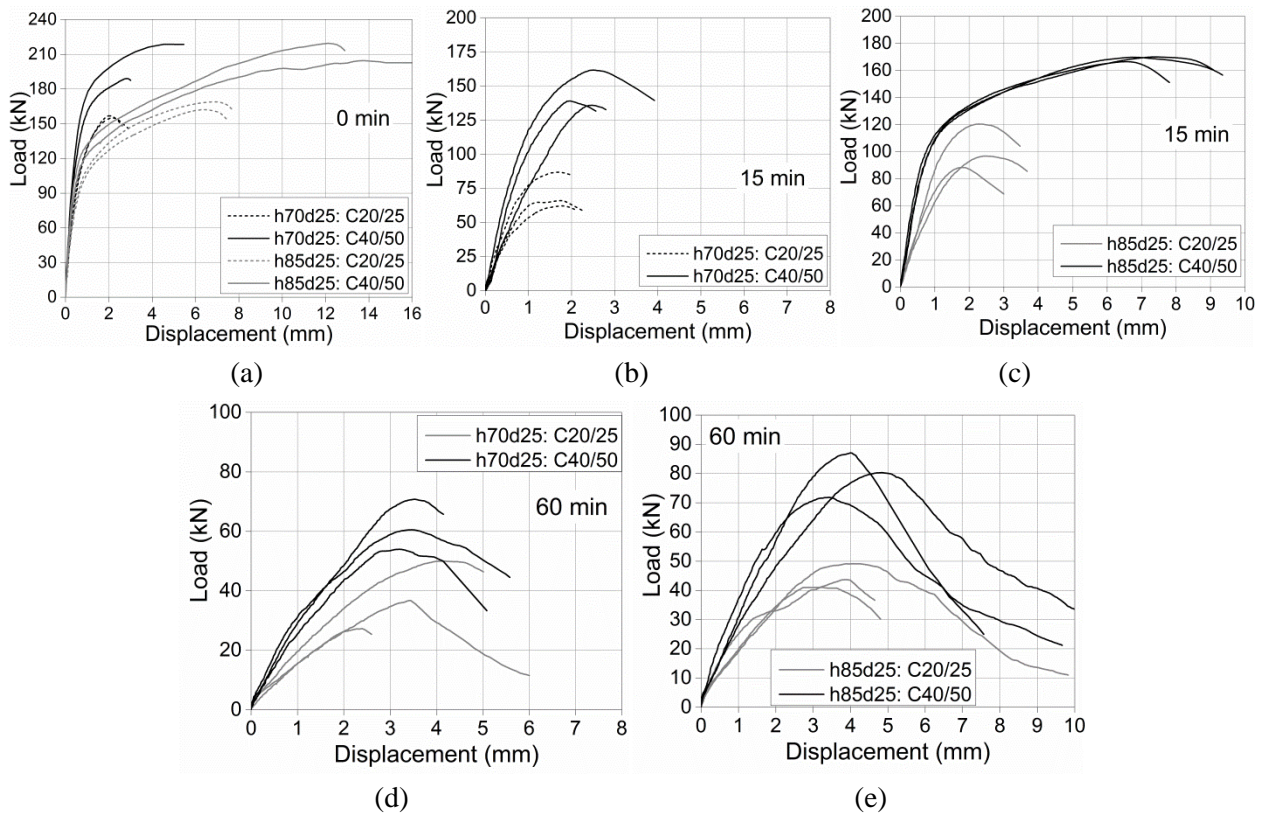 240
210
180
150
120
90
60
30
0
Load (kN)
0 min
h70d25: C20/25
h70d25: C40/50
h85d25: C20/25
h85d25: C40/50
0 2 4 6 8 10 12 14 16
Displacement (mm)
(a)
200
175
150
125
100
75
50
25
0
Load (kN)
15 min
h70d25: C20/25
h70d25: C40/50
0 1 2 3 4 5 6 7 8
Displacement (mm)
(b)
200
180
160
140
120
100
80
60
40
20
0
Load (kN)
15 min
h85d25: C20/25
h85d25: C40/50
0 1 2 3 4 5 6 7 8 9 10
Displacement (mm)
(c)
100
80
60
40
20
0
Load (kN)
h70d25: C20/25
h70d25: C40/50
60 min
0 1 2 3 4 5 6 7 8
Displacement (mm)
(d)
100
90
80
70
60
50
40
30
20
10
0
Load (kN)
60 min
h85d25: C20/25
h85d25: C40/50
0 1 2 3 4 5 6 7 8 9 10
Displacement (mm)
(e)